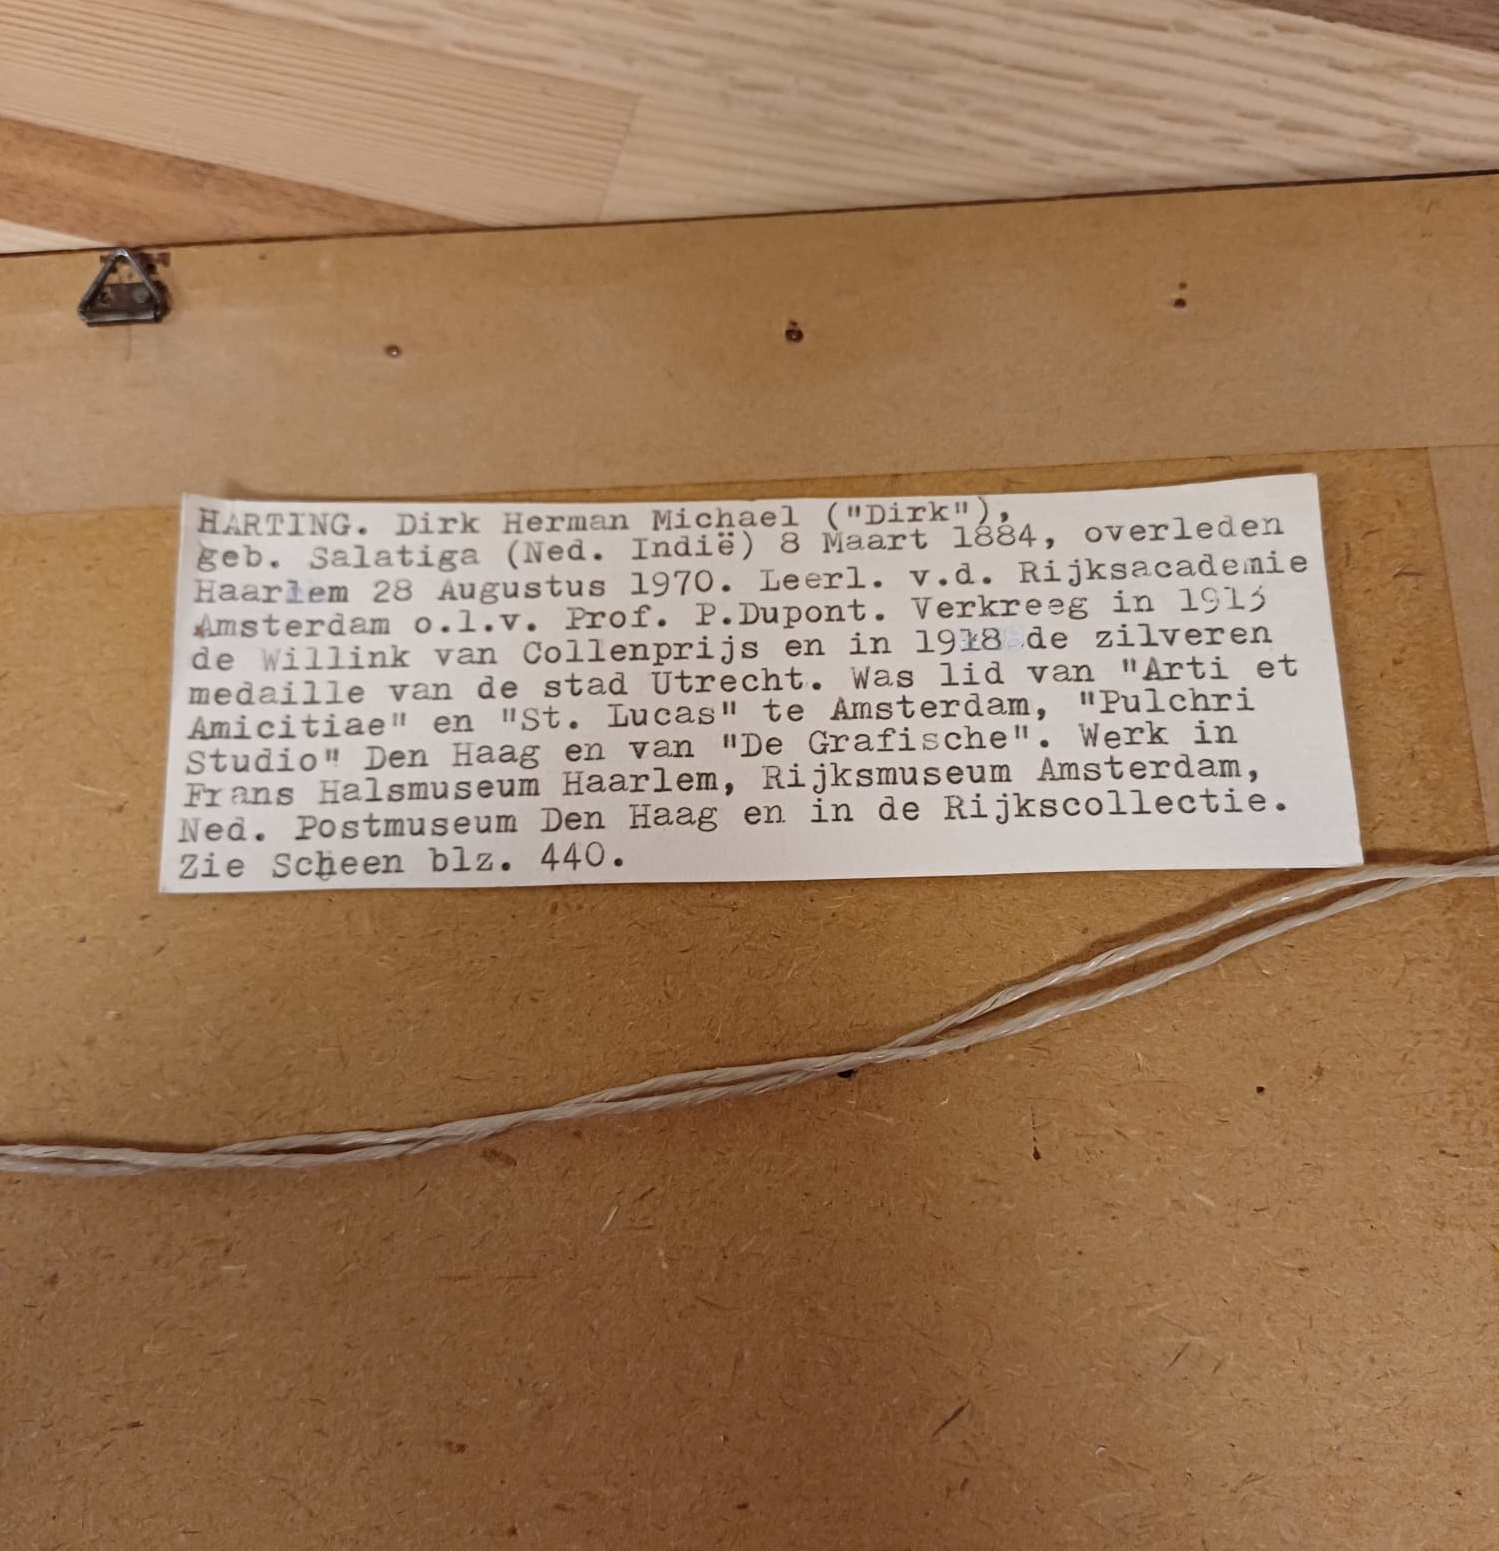 HARTING. Dirk Herman Michael ("Dirk"),
geb. Salatiga (Ned. Indië) 8 Maart 1884, overleden
Haarlem 28 Augustus 1970. Leerl. v.d. Rijksacademie
Amsterdam o.l.v. Prof. P.Dupont. Verkreeg in 1913
de Willink van Collenprijs en in 1918 de zilveren
medaille van de stad Utrecht. Was lid van "Arti et
Amicitiae" en "St. Lucas" te Amsterdam, "Pulchri
Studio" Den Haag en van "De Grafische". Werk in
Frans Halsmuseum Haarlem, Rijksmuseum Amsterdam,
Ned. Postmuseum Den Haag en in de Rijkscollectie.
Zie Scheen blz. 440.